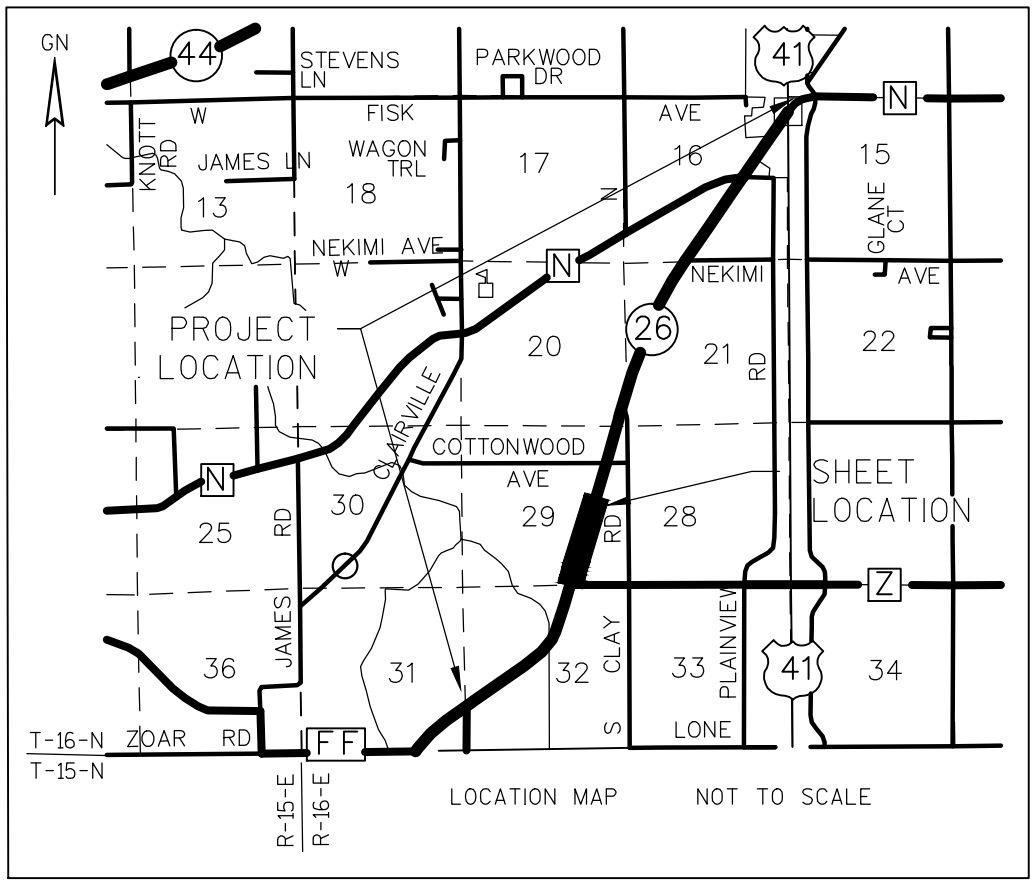 GN
44
STEVENS
LN
PARKWOOD
DR
41
N
W
FISK
AVE
KNOTT
RD
JAMES LN
WAGON
TRL
13
18
17
16
15
N
GLANE
CT
NEKIMI AVE
W
N
NEKIMI
AVE
PROJECT
LOCATION
20
26
21
RD
22
CLAIRVILLE
COTTONWOOD
AVE
SHEET
LOCATION
N
25
RD
30
29
RD
28
Z
JAMES
36
31
32
CLAY
33
PLAINVIEW
41
34
S
LONE
T-16-N
ZOAR RD
FF
T-15-N
R-15-E
R-16-E
LOCATION MAP
NOT TO SCALE